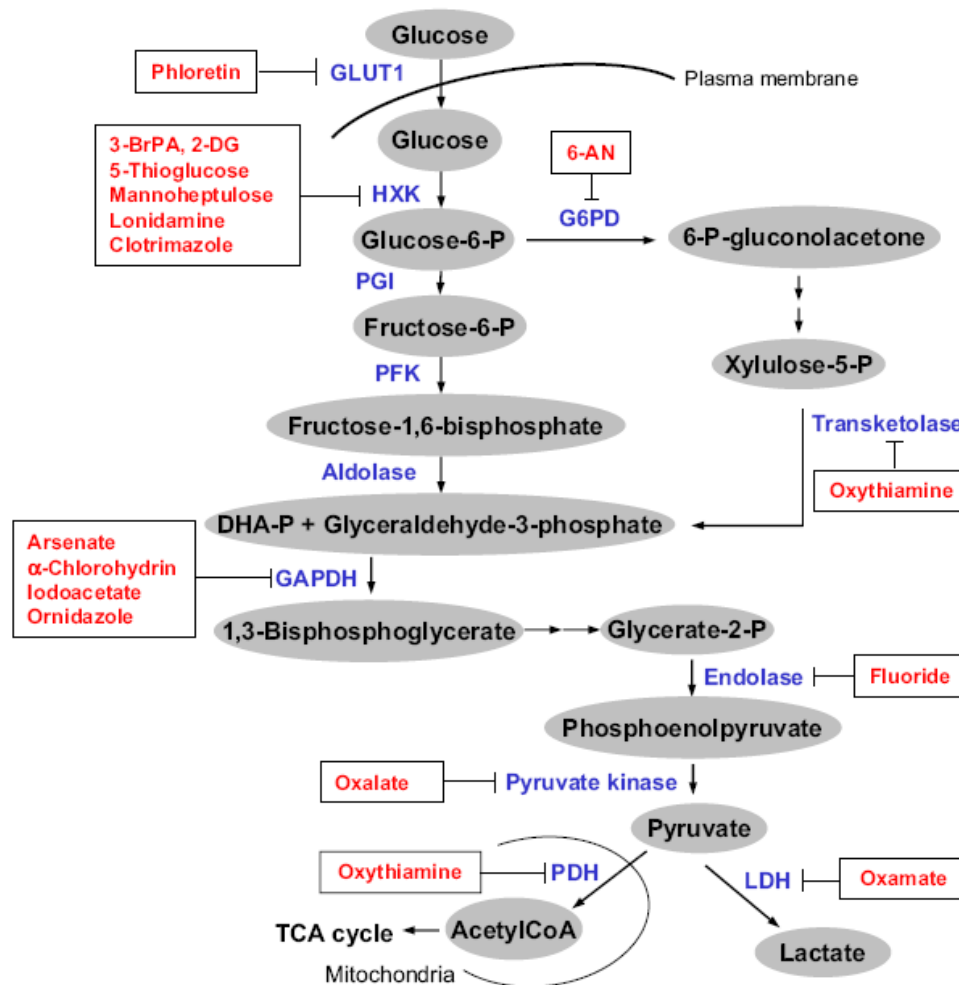 Glucose
Phloretin
GLUT1
Plasma membrane
3-BrPA, 2-DG
5-Thioglucose
Mannoheptulose
Lonidamine
Clotrimazole
Glucose
6-AN
HXK
G6PD
Glucose-6-P
6-P-gluconolacetone
PGI
Fructose-6-P
Xylulose-5-P
PFK
Fructose-1,6-bisphosphate
Transketolase
Aldolase
Oxythiamine
DHA-P + Glyceraldehyde-3-phosphate
Arsenate
α-Chlorohydrin
Iodoacetate
Ornidazole
GAPDH
1,3-Bisphosphoglycerate
Glycerate-2-P
Endolase
Fluoride
Phosphoenolpyruvate
Oxalate
Pyruvate kinase
Pyruvate
Oxythiamine
PDH
LDH
Oxamate
TCA cycle
AcetylCoA
Lactate
Mitochondria